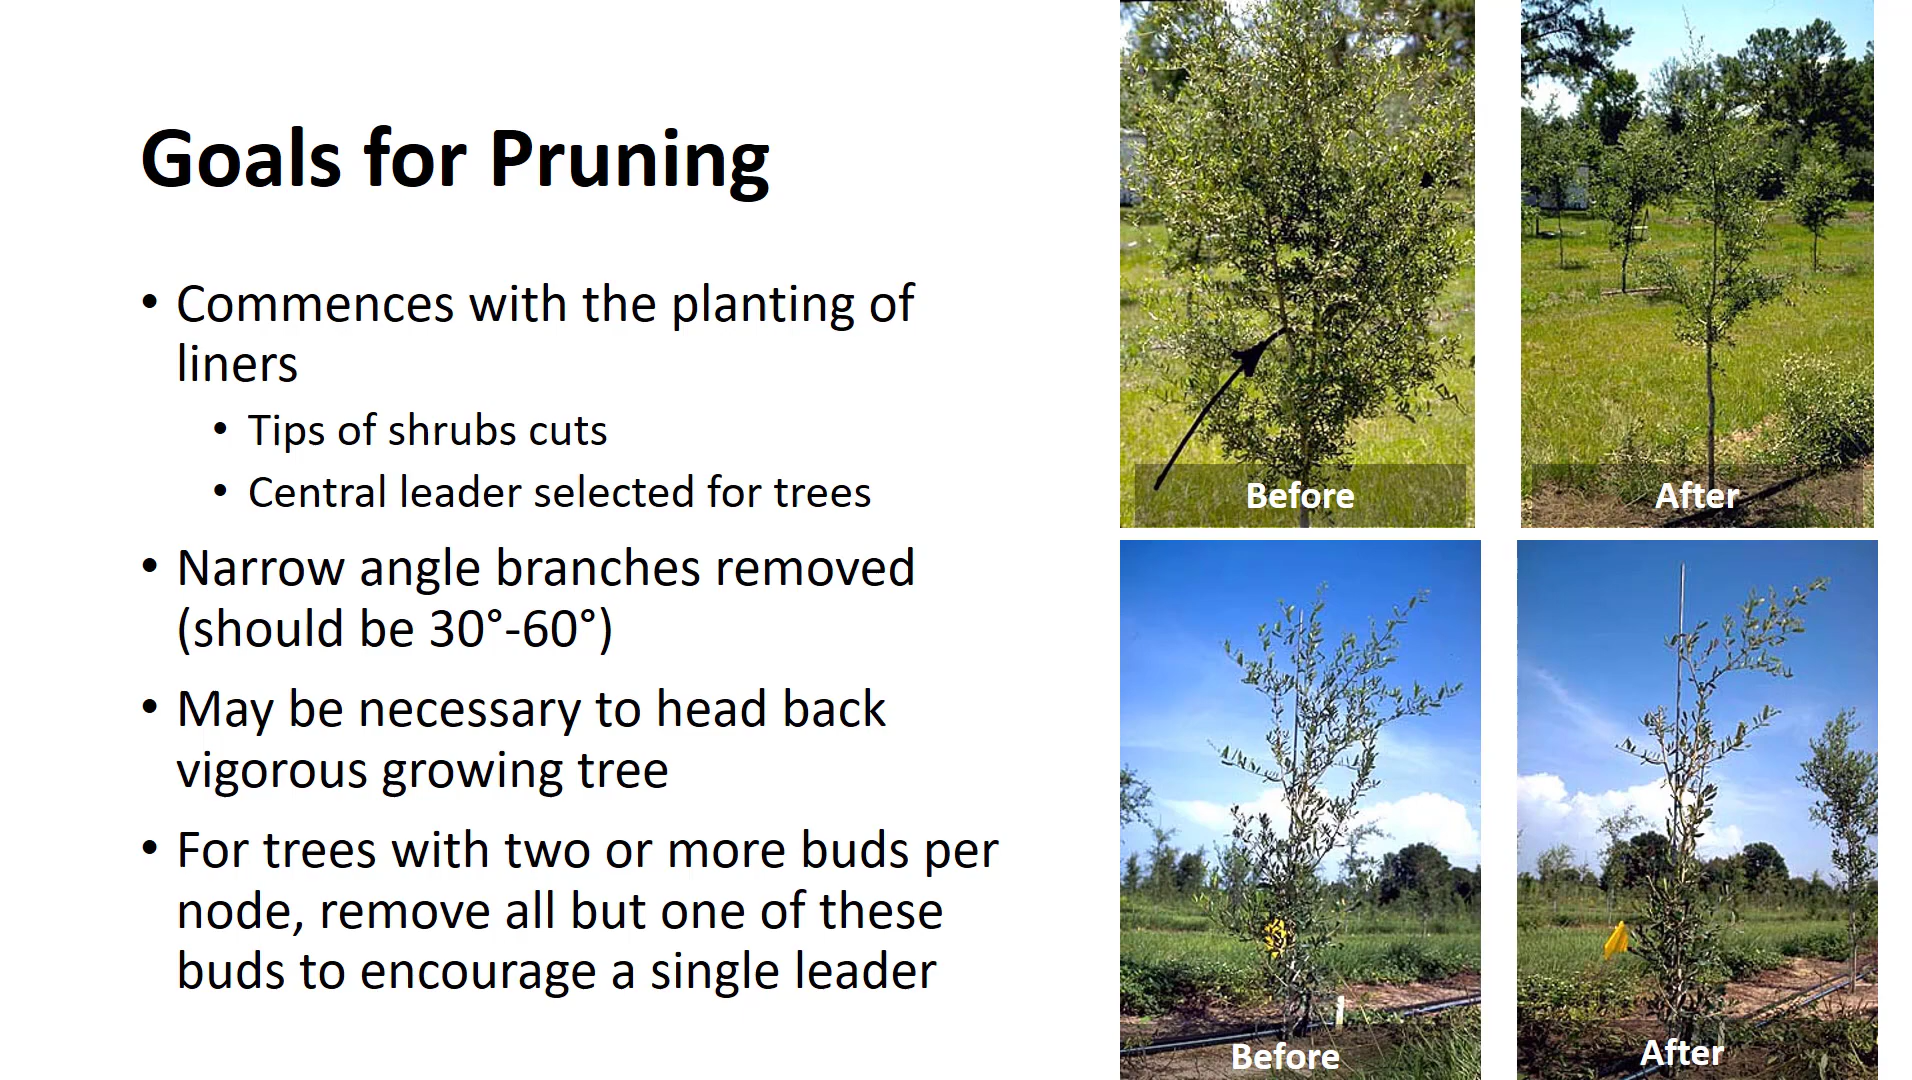 Goals for Pruning
• Commences with the planting of
liners
• Tips of shrubs cuts
• Central leader selected for trees
• Narrow angle branches removed
(should be 30°-60°)
• May be necessary to head back
vigorous growing tree
• For trees with two or more buds per
node, remove all but one of these
buds to encourage a single leader
Before
After
Before
After